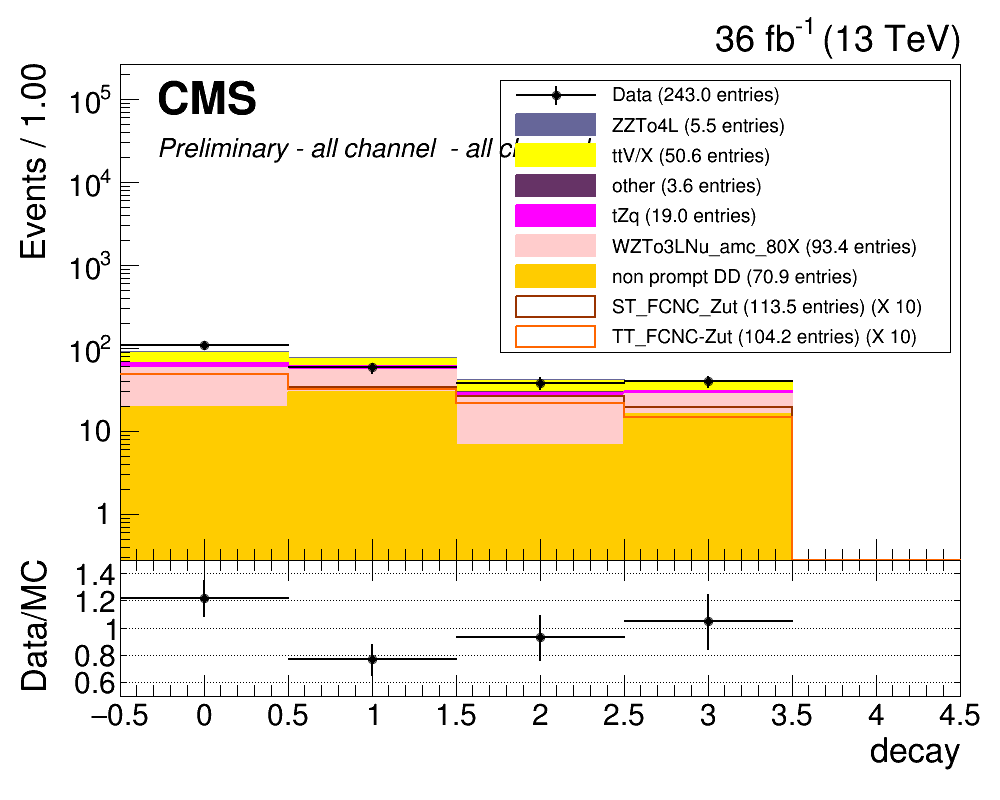 36 fb-1 (13 TeV)
Events / 1.00
CMS
Preliminary - all channel - all c
Data (243.0 entries)
ZZTo4L (5.5 entries)
ttV/X (50.6 entries)
other (3.6 entries)
tZq (19.0 entries)
WZTo3LNu_amc_80X (93.4 entries)
non prompt DD (70.9 entries)
ST_FCNC_Zut (113.5 entries) (X 10)
TT_FCNC-Zut (104.2 entries) (X 10)
10^5
10^4
10^3
10^2
10
1
Data/MC
1.4
1.2
1
0.8
0.6
−0.5 0 0.5 1 1.5 2 2.5 3 3.5 4 4.5
decay